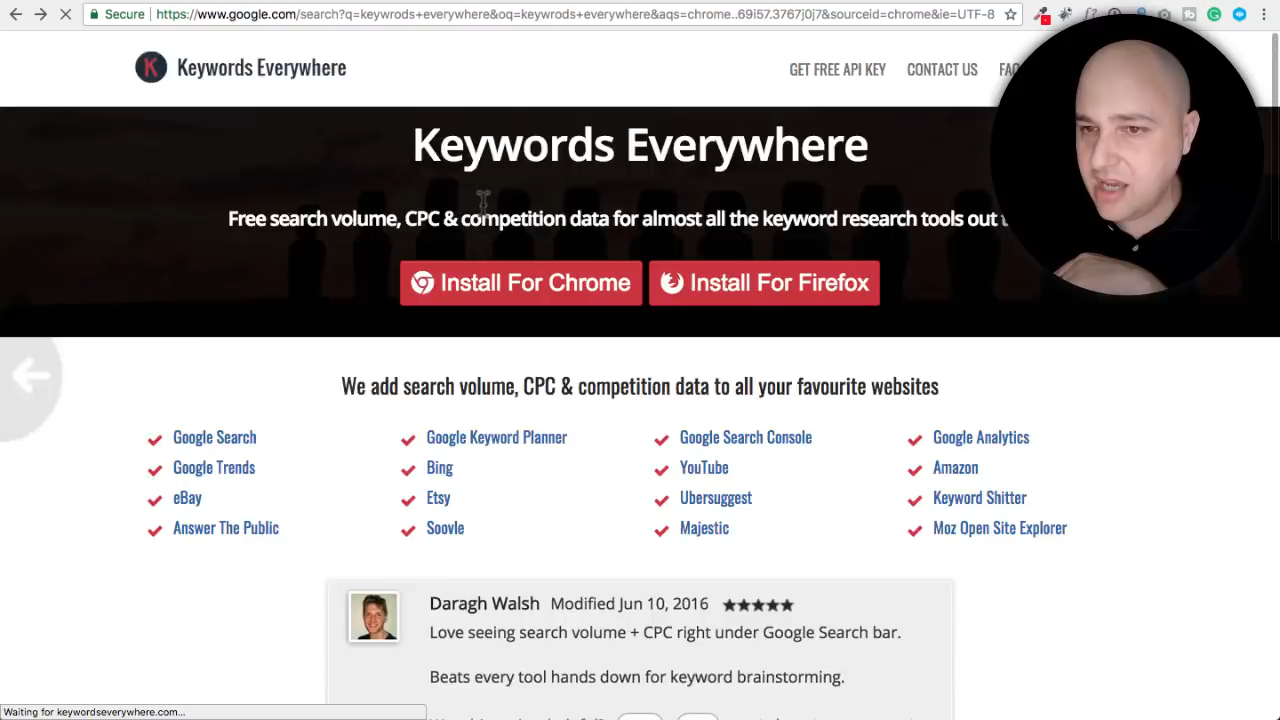 Secure
https://www.google.com/search?q=keywrods+everywhere&oq=keywrods+everywhere&aqs=chrome..69i57.3767j0j7&sourceid=chrome&ie=UTF-8
K Keywords Everywhere
GET FREE API KEY CONTACT US FAQ
Keywords Everywhere
Free search volume, CPC & competition data for almost all the keyword research tools out
Install For Chrome Install For Firefox
We add search volume, CPC & competition data to all your favourite websites
Google Search Google Keyword Planner Google Search Console Google Analytics
Google Trends Bing YouTube Amazon
eBay Etsy Ubersuggest Keyword Shitter
Answer The Public Soovle Majestic Moz Open Site Explorer
Daragh Walsh Modified Jun 10, 2016
Love seeing search volume + CPC right under Google Search bar.
Beats every tool hands down for keyword brainstorming.
Waiting for keywordseverywhere.com...